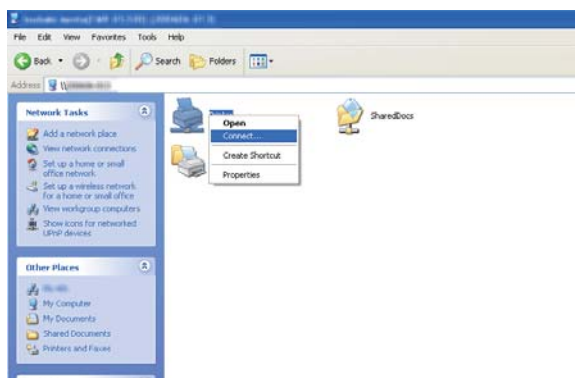 File Edit View Favorites Tools Help
Back Search Folders
Address
Network Tasks
Add a network place
View network connections
Set up a home or small
office network
Set up a wireless network
for a home or small office
View workgroup computers
Show icons for networked
UPnP devices
Other Places
My Computer
My Documents
Shared Documents
Printers and Faxes
Open
Connect...
Create Shortcut
Properties
SharedDocs